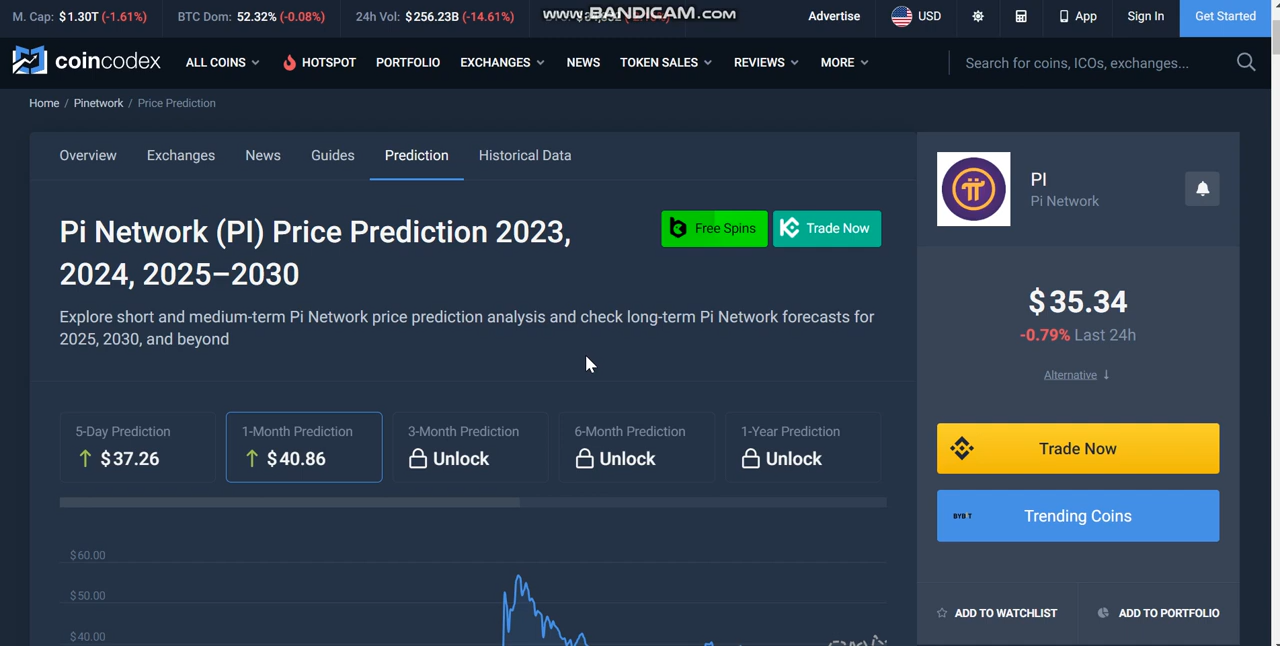 M. Cap: $1.30T (-1.61%) BTC Dom: 52.32% (-0.08%) 24h Vol: $256.23B (-14.61%) www.BANDICAM.com Advertise USD App Sign In Get Started
coincodex ALL COINS HOTSPOT PORTFOLIO EXCHANGES NEWS TOKEN SALES REVIEWS MORE Search for coins, ICOs, exchanges...
Home / Pinetwork / Price Prediction
Overview Exchanges News Guides Prediction Historical Data
PI
Pi Network
Pi Network (PI) Price Prediction 2023,
2024, 2025–2030
Free Spins Trade Now
Explore short and medium-term Pi Network price prediction analysis and check long-term Pi Network forecasts for
2025, 2030, and beyond
$35.34
-0.79% Last 24h
Alternative ↓
5-Day Prediction
↑ $37.26
1-Month Prediction
↑ $40.86
3-Month Prediction
Unlock
6-Month Prediction
Unlock
1-Year Prediction
Unlock
Trade Now
BYBIT Trending Coins
$60.00
$50.00
$40.00
ADD TO WATCHLIST ADD TO PORTFOLIO